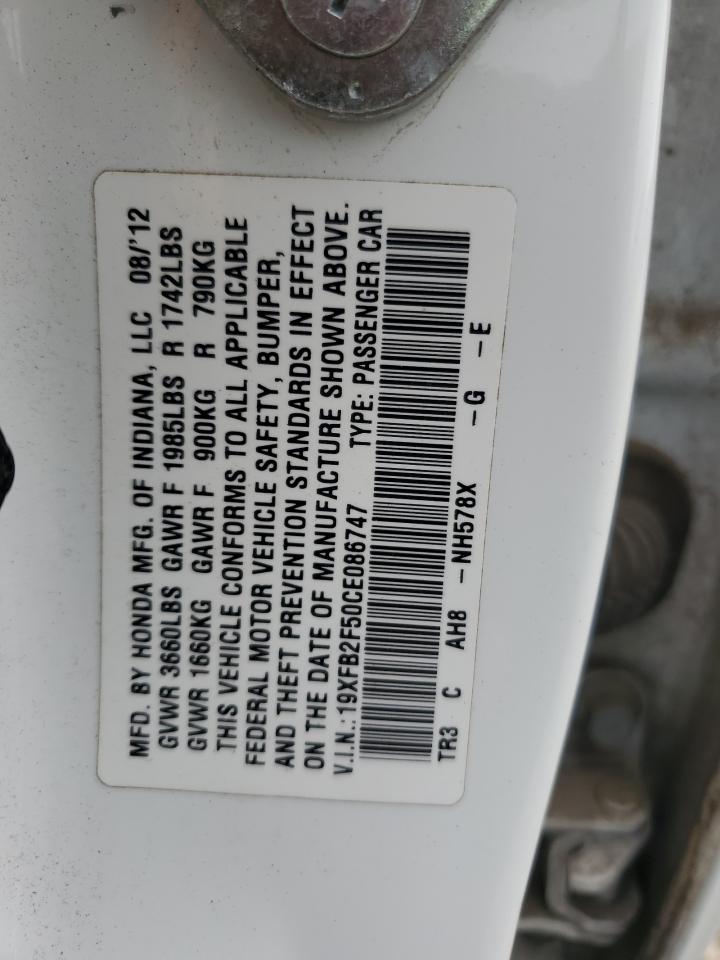 MFD. BY HONDA MFG. OF INDIANA, LLC 08/'12
GVWR 3660LBS GAWR F 1985LBS R 1742LBS
GVWR 1660KG GAWR F 900KG R 790KG
THIS VEHICLE CONFORMS TO ALL APPLICABLE
FEDERAL MOTOR VEHICLE SAFETY, BUMPER,
AND THEFT PREVENTION STANDARDS IN EFFECT
ON THE DATE OF MANUFACTURE SHOWN ABOVE.
V.I.N.:19XFB2F50CE086747 TYPE: PASSENGER CAR
TR3 C AH8 -NH578X -G -E